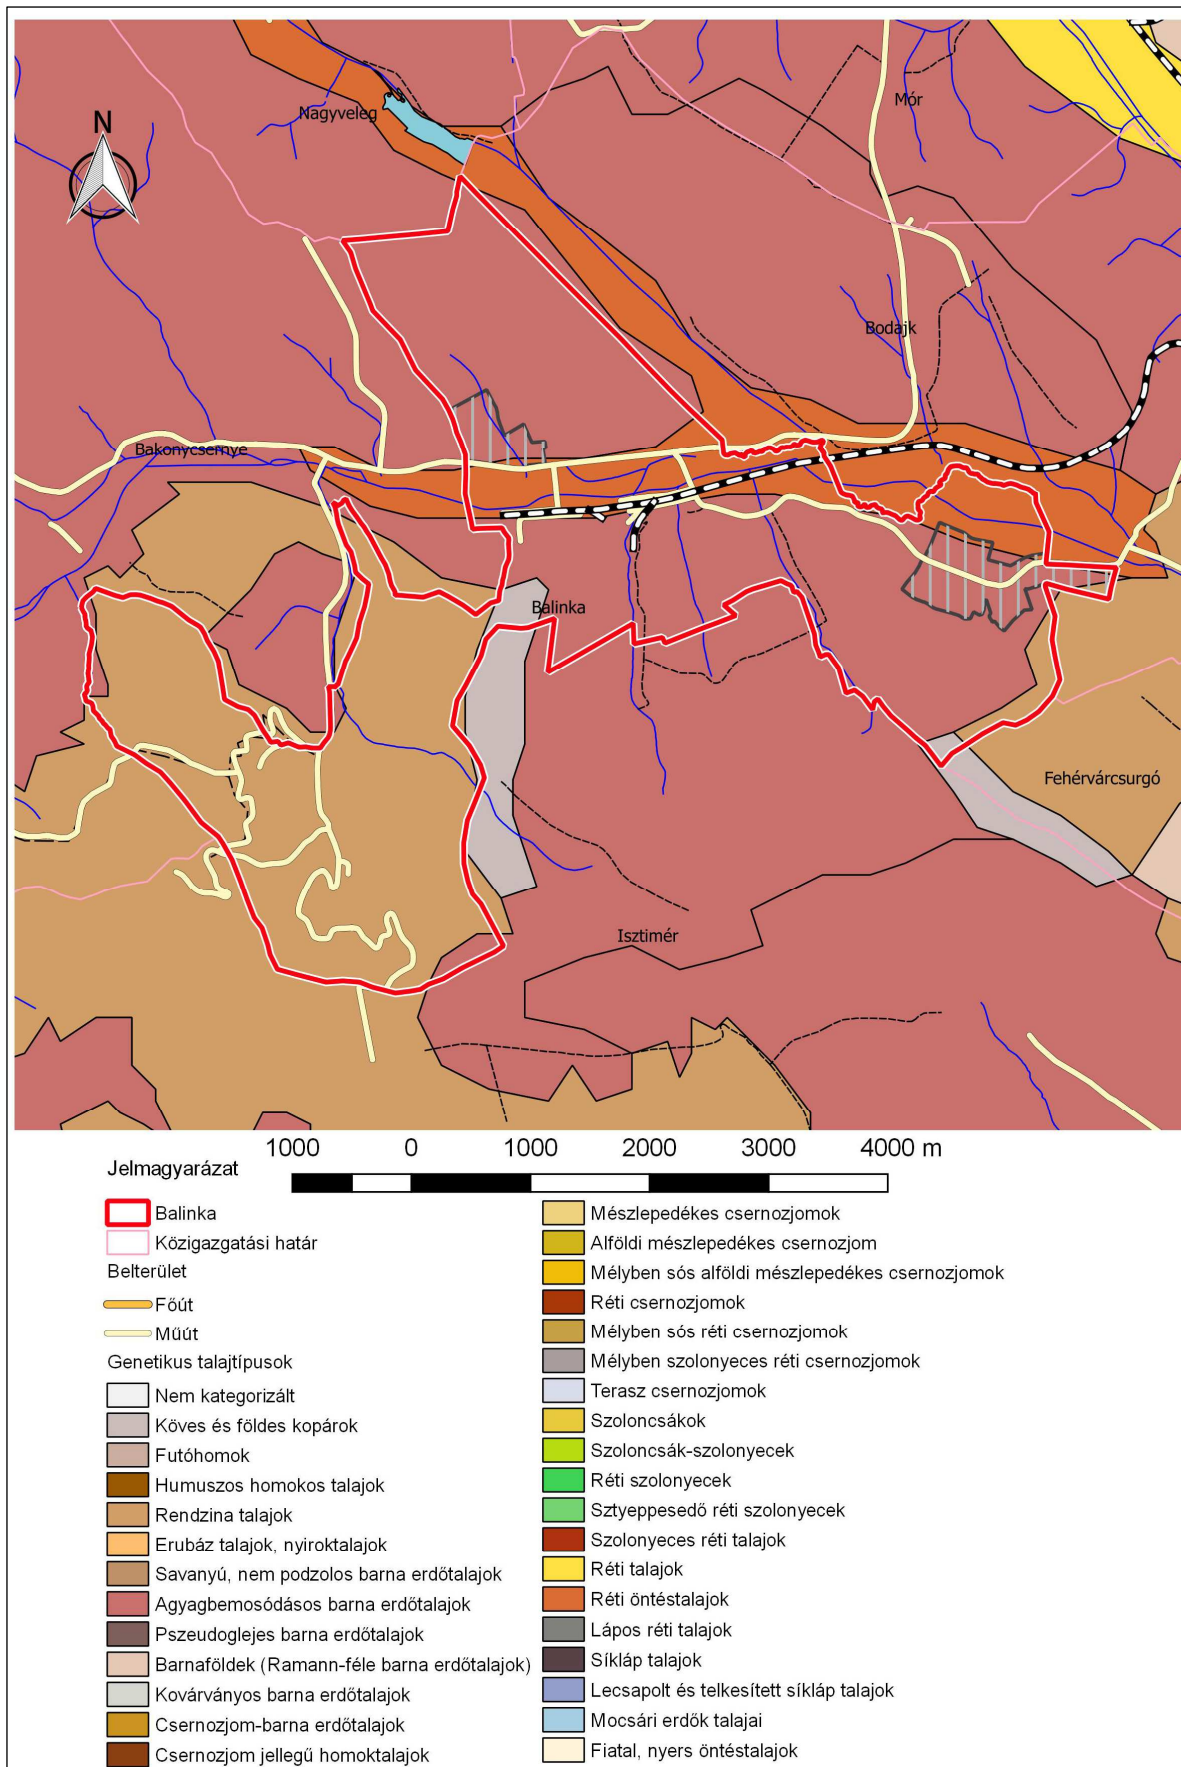 N
Nagyveleg
Mór
Bodajk
Bakonycsernye
Balinka
Fehérvárcsurgó
Isztimér
1000 0 1000 2000 3000 4000 m
Jelmagyarázat
Balinka
Közigazgatási határ
Belterület
Főút
Műút
Genetikus talajtípusok
Nem kategorizált
Köves és földes kopárok
Futóhomok
Humuszos homokos talajok
Rendzina talajok
Erubáz talajok, nyiroktalajok
Savanyú, nem podzolos barna erdőtalajok
Agyagbemosódásos barna erdőtalajok
Pszeudoglejes barna erdőtalajok
Barnaföldek (Ramann-féle barna erdőtalajok)
Kovárványos barna erdőtalajok
Csernozjom-barna erdőtalajok
Csernozjom jellegű homoktalajok
Mészlepedékes csernozjomok
Alföldi mészlepedékes csernozjom
Mélyben sós alföldi mészlepedékes csernozjomok
Réti csernozjomok
Mélyben sós réti csernozjomok
Mélyben szolonyeces réti csernozjomok
Terasz csernozjomok
Szoloncsákok
Szoloncsák-szolonyecek
Réti szolonyecek
Sztyeppesedő réti szolonyecek
Szolonyeces réti talajok
Réti talajok
Réti öntéstalajok
Lápos réti talajok
Síkláp talajok
Lecsapolt és telkesített síkláp talajok
Mocsári erdők talajai
Fiatal, nyers öntéstalajok